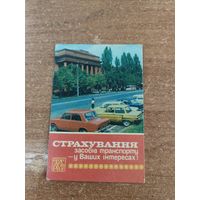 СТРАХУВАННЯ
засобів транспорту
— у Ваших інтересах!